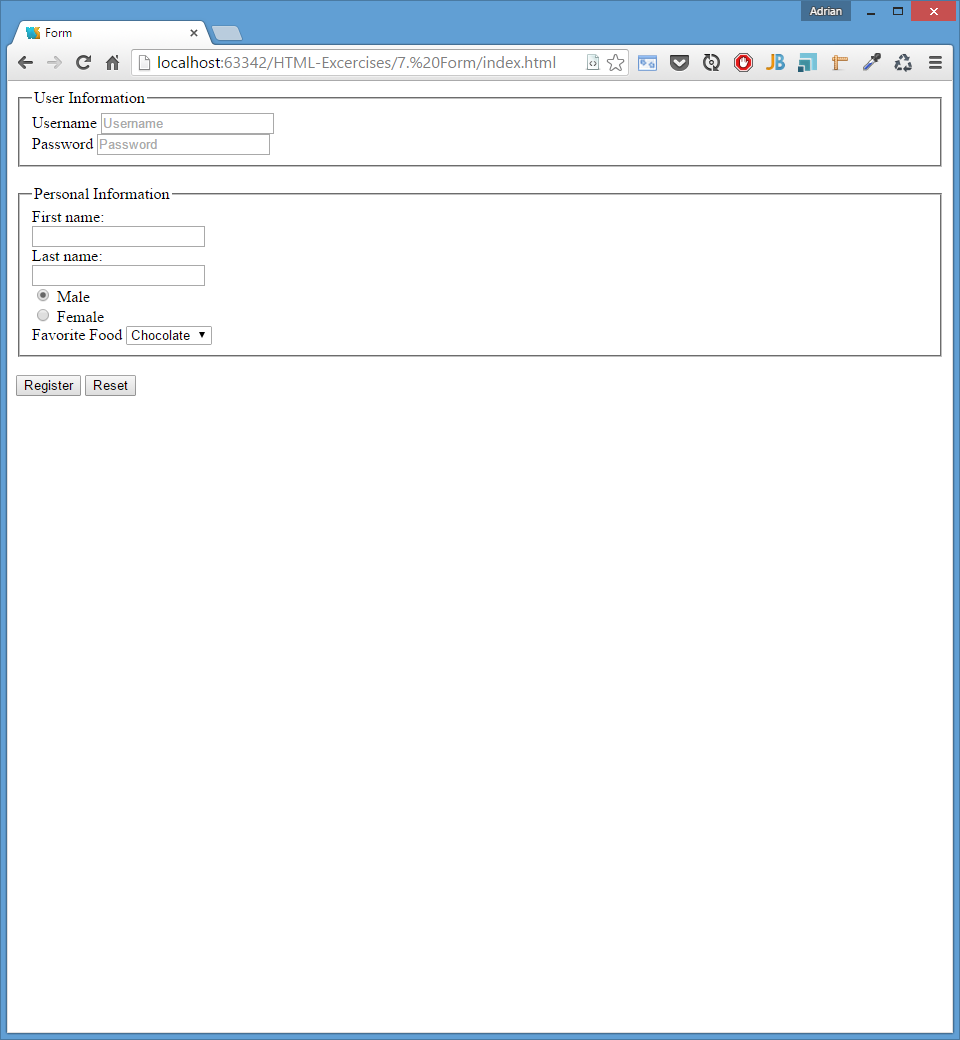 Adrian
Form
localhost:63342/HTML-Excercises/7.%20Form/index.html
JB
User Information
Username Username
Password Password
Personal Information
First name:
Last name:
Male
Female
Favorite Food Chocolate
Register Reset